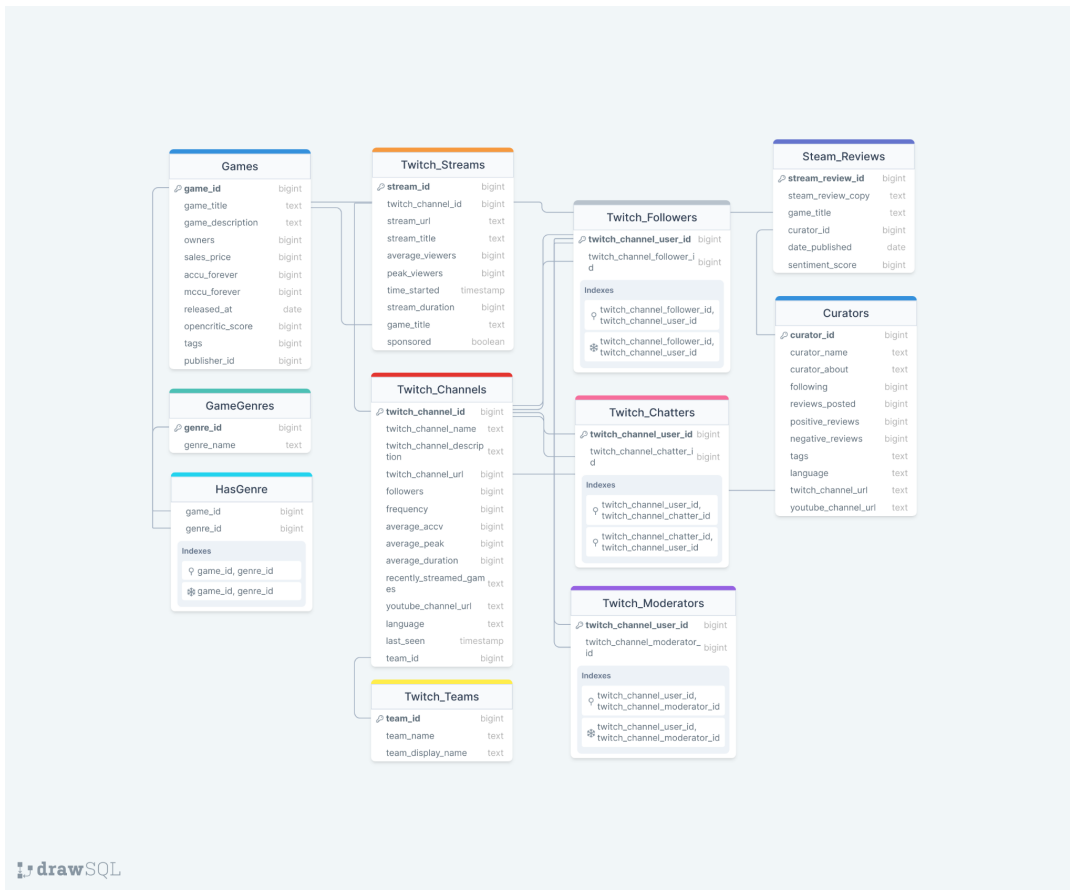 Games
game_id bigint
game_title text
game_description text
owners bigint
sales_price bigint
accu_forever bigint
mccu_forever bigint
released_at date
opencritic_score bigint
tags bigint
publisher_id bigint
GameGenres
genre_id bigint
genre_name text
HasGenre
game_id bigint
genre_id bigint
Indexes
game_id, genre_id
game_id, genre_id
Twitch_Streams
stream_id bigint
twitch_channel_id bigint
stream_url text
stream_title text
average_viewers bigint
peak_viewers bigint
time_started timestamp
stream_duration bigint
game_title text
sponsored boolean
Twitch_Channels
twitch_channel_id bigint
twitch_channel_name text
twitch_channel_descrip
tion text
twitch_channel_url bigint
followers bigint
frequency bigint
average_accv bigint
average_peak bigint
average_duration bigint
recently_streamed_gam
es text
youtube_channel_url text
language text
last_seen timestamp
team_id bigint
Twitch_Teams
team_id bigint
team_name text
team_display_name text
Twitch_Followers
twitch_channel_user_id bigint
twitch_channel_follower_i
d bigint
Indexes
twitch_channel_follower_id,
twitch_channel_user_id
twitch_channel_follower_id,
twitch_channel_user_id
Twitch_Chatters
twitch_channel_user_id bigint
twitch_channel_chatter_i
d bigint
Indexes
twitch_channel_user_id,
twitch_channel_chatter_id
twitch_channel_chatter_id,
twitch_channel_user_id
Twitch_Moderators
twitch_channel_user_id bigint
twitch_channel_moderator_
id bigint
Indexes
twitch_channel_user_id,
twitch_channel_moderator_id
twitch_channel_user_id,
twitch_channel_moderator_id
Steam_Reviews
stream_review_id bigint
steam_review_copy text
game_title text
curator_id bigint
date_published date
sentiment_score bigint
Curators
curator_id bigint
curator_name text
curator_about text
following bigint
reviews_posted bigint
positive_reviews bigint
negative_reviews bigint
tags text
language text
twitch_channel_url text
youtube_channel_url text
drawSQL